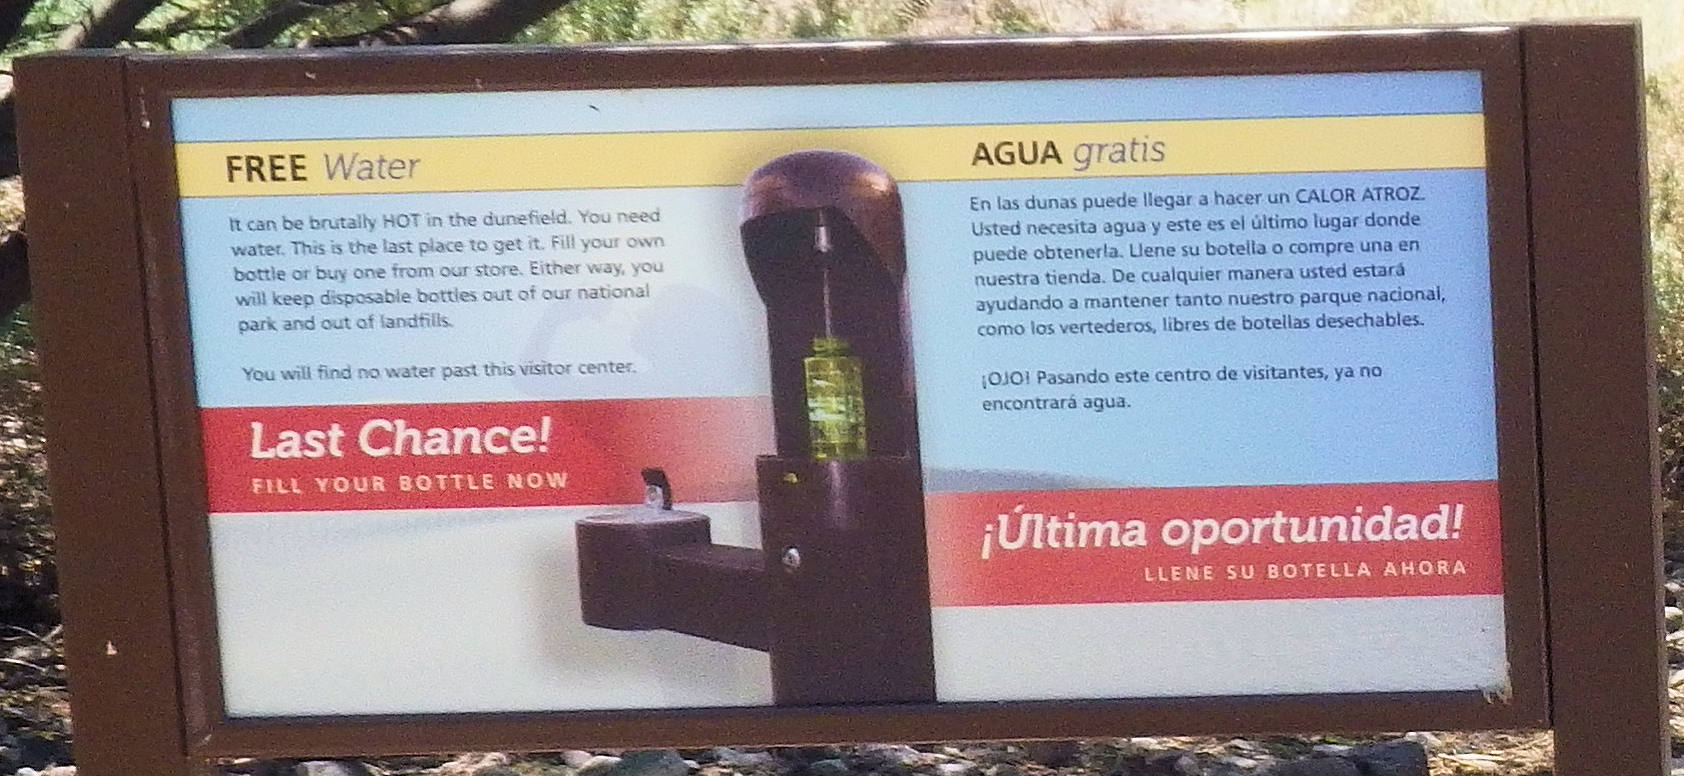 FREE Water
It can be brutally HOT in the dunefield. You need
water. This is the last place to get it. Fill your own
bottle or buy one from our store. Either way, you
will keep disposable bottles out of our national
park and out of landfills.
You will find no water past this visitor center.
Last Chance!
FILL YOUR BOTTLE NOW
AGUA gratis
En las dunas puede llegar a hacer un CALOR ATROZ.
Usted necesita agua y este es el último lugar donde
puede obtenerla. Llene su botella o compre una en
nuestra tienda. De cualquier manera usted estará
ayudando a mantener tanto nuestro parque nacional,
como los vertederos, libres de botellas desechables.
¡OJO! Pasando este centro de visitantes, ya no
encontrará agua.
¡Última oportunidad!
LLENE SU BOTELLA AHORA